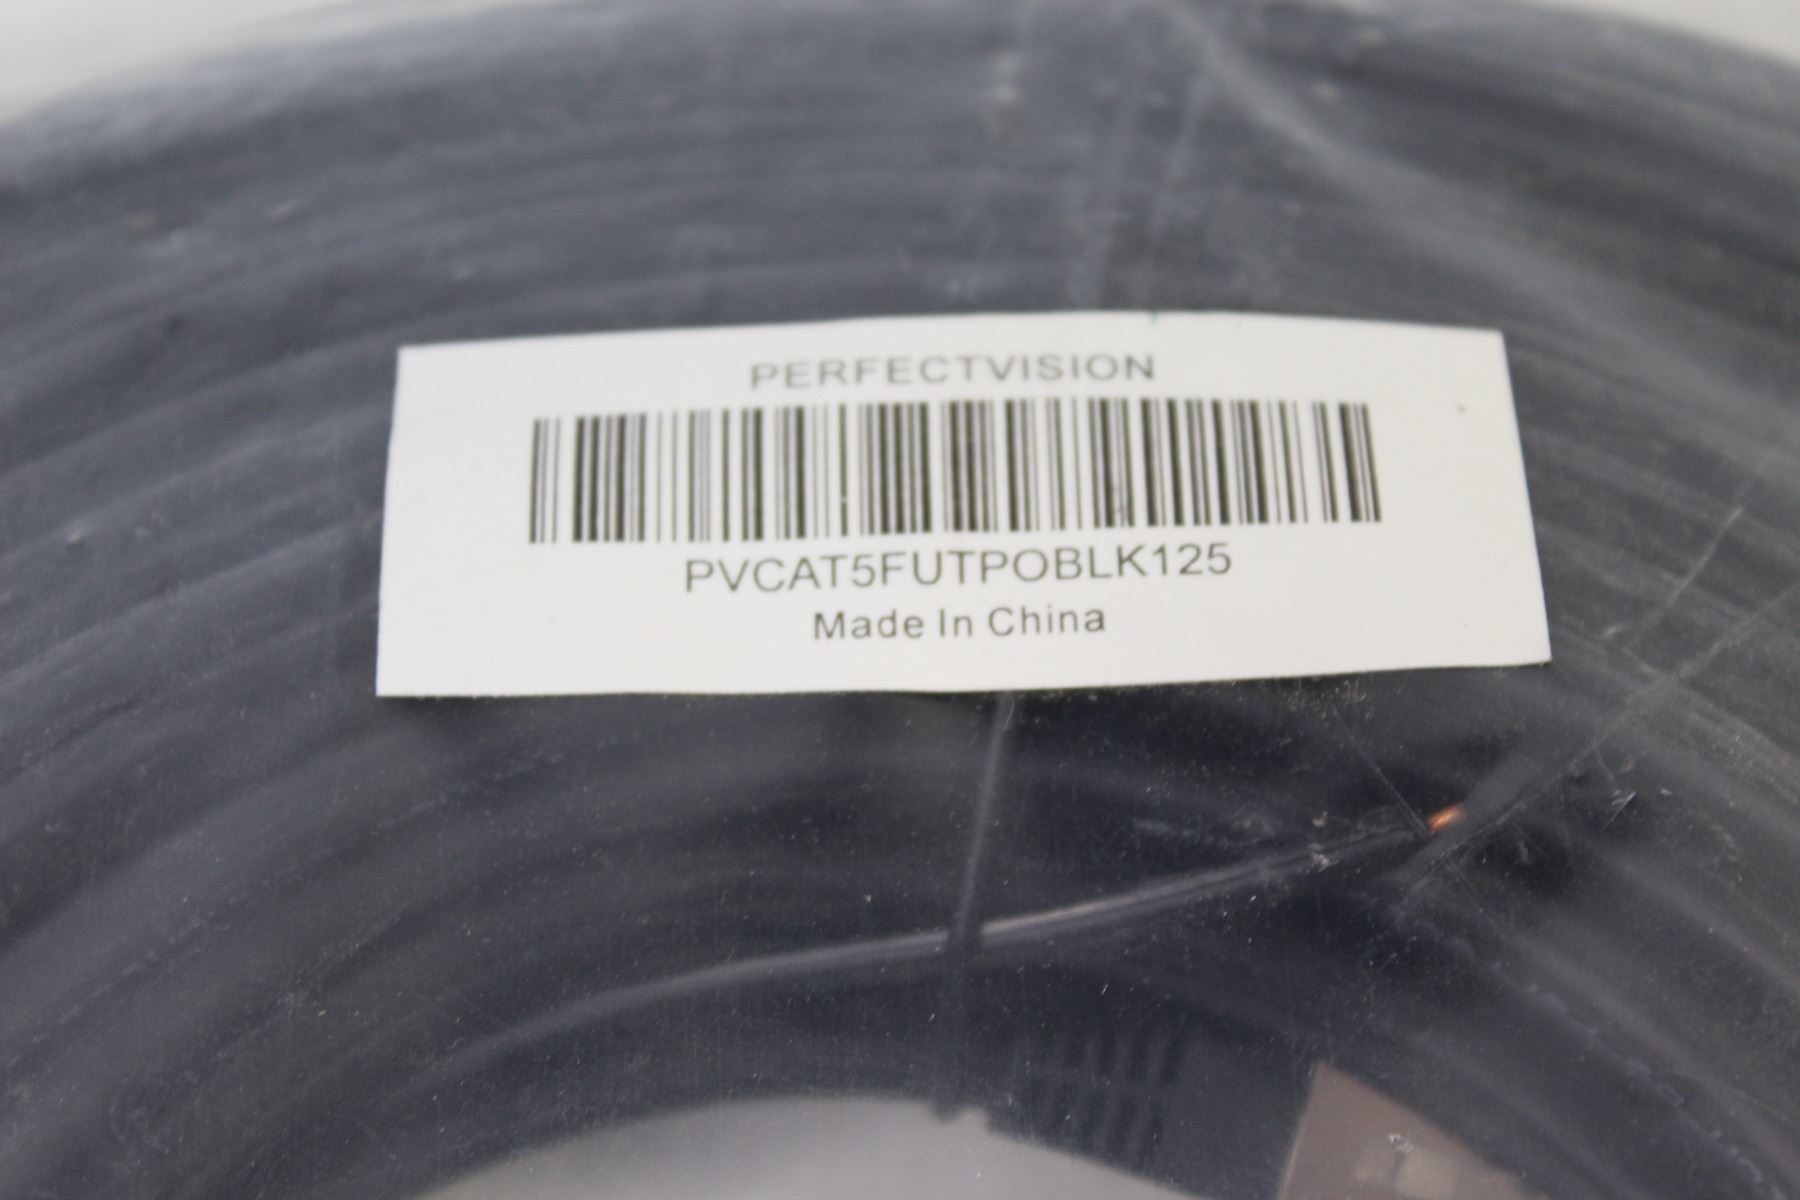 PERFECTVISION
PVCAT5FUTPOBLK125
Made In China